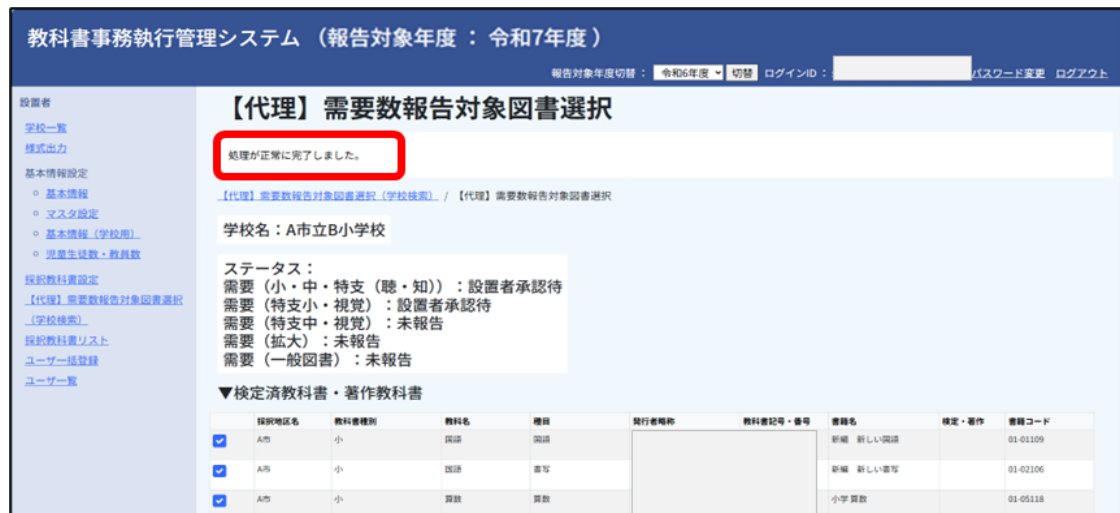 教科書事務執行管理システム （報告対象年度 ： 令和7年度 ）
報告対象年度切替 ： 令和6年度 切替 ログインID ： パスワード変更 ログアウト
設置者
学校一覧
様式出力
基本情報設定
基本情報
マスタ設定
基本情報（学校用）
児童生徒数・教員数
採択教科書設定
【代理】需要数報告対象図書選択
（学校検索）
採択教科書リスト
ユーザー括登録
ユーザ一覧
【代理】需要数報告対象図書選択
処理が正常に完了しました。
【代理】需要数報告対象図書選択（学校検索） / 【代理】需要数報告対象図書選択
学校名：A市立B小学校
ステータス：
需要（小・中・特支（聴・知））：設置者承認待
需要（特支小・視覚）：設置者承認待
需要（特支中・視覚）：未報告
需要（拡大）：未報告
需要（一般図書）：未報告
▼検定済教科書・著作教科書
採択地区名 教科書種別 教科名 種目 発行者略称 教科書記号・番号 書籍名 検定・著作 書籍コード
A市 小 国語 国語 新編 新しい国語 01-01109
A市 小 国語 書写 新編 新しい書写 01-02106
A市 小 算数 算数 小学算数 01-05118